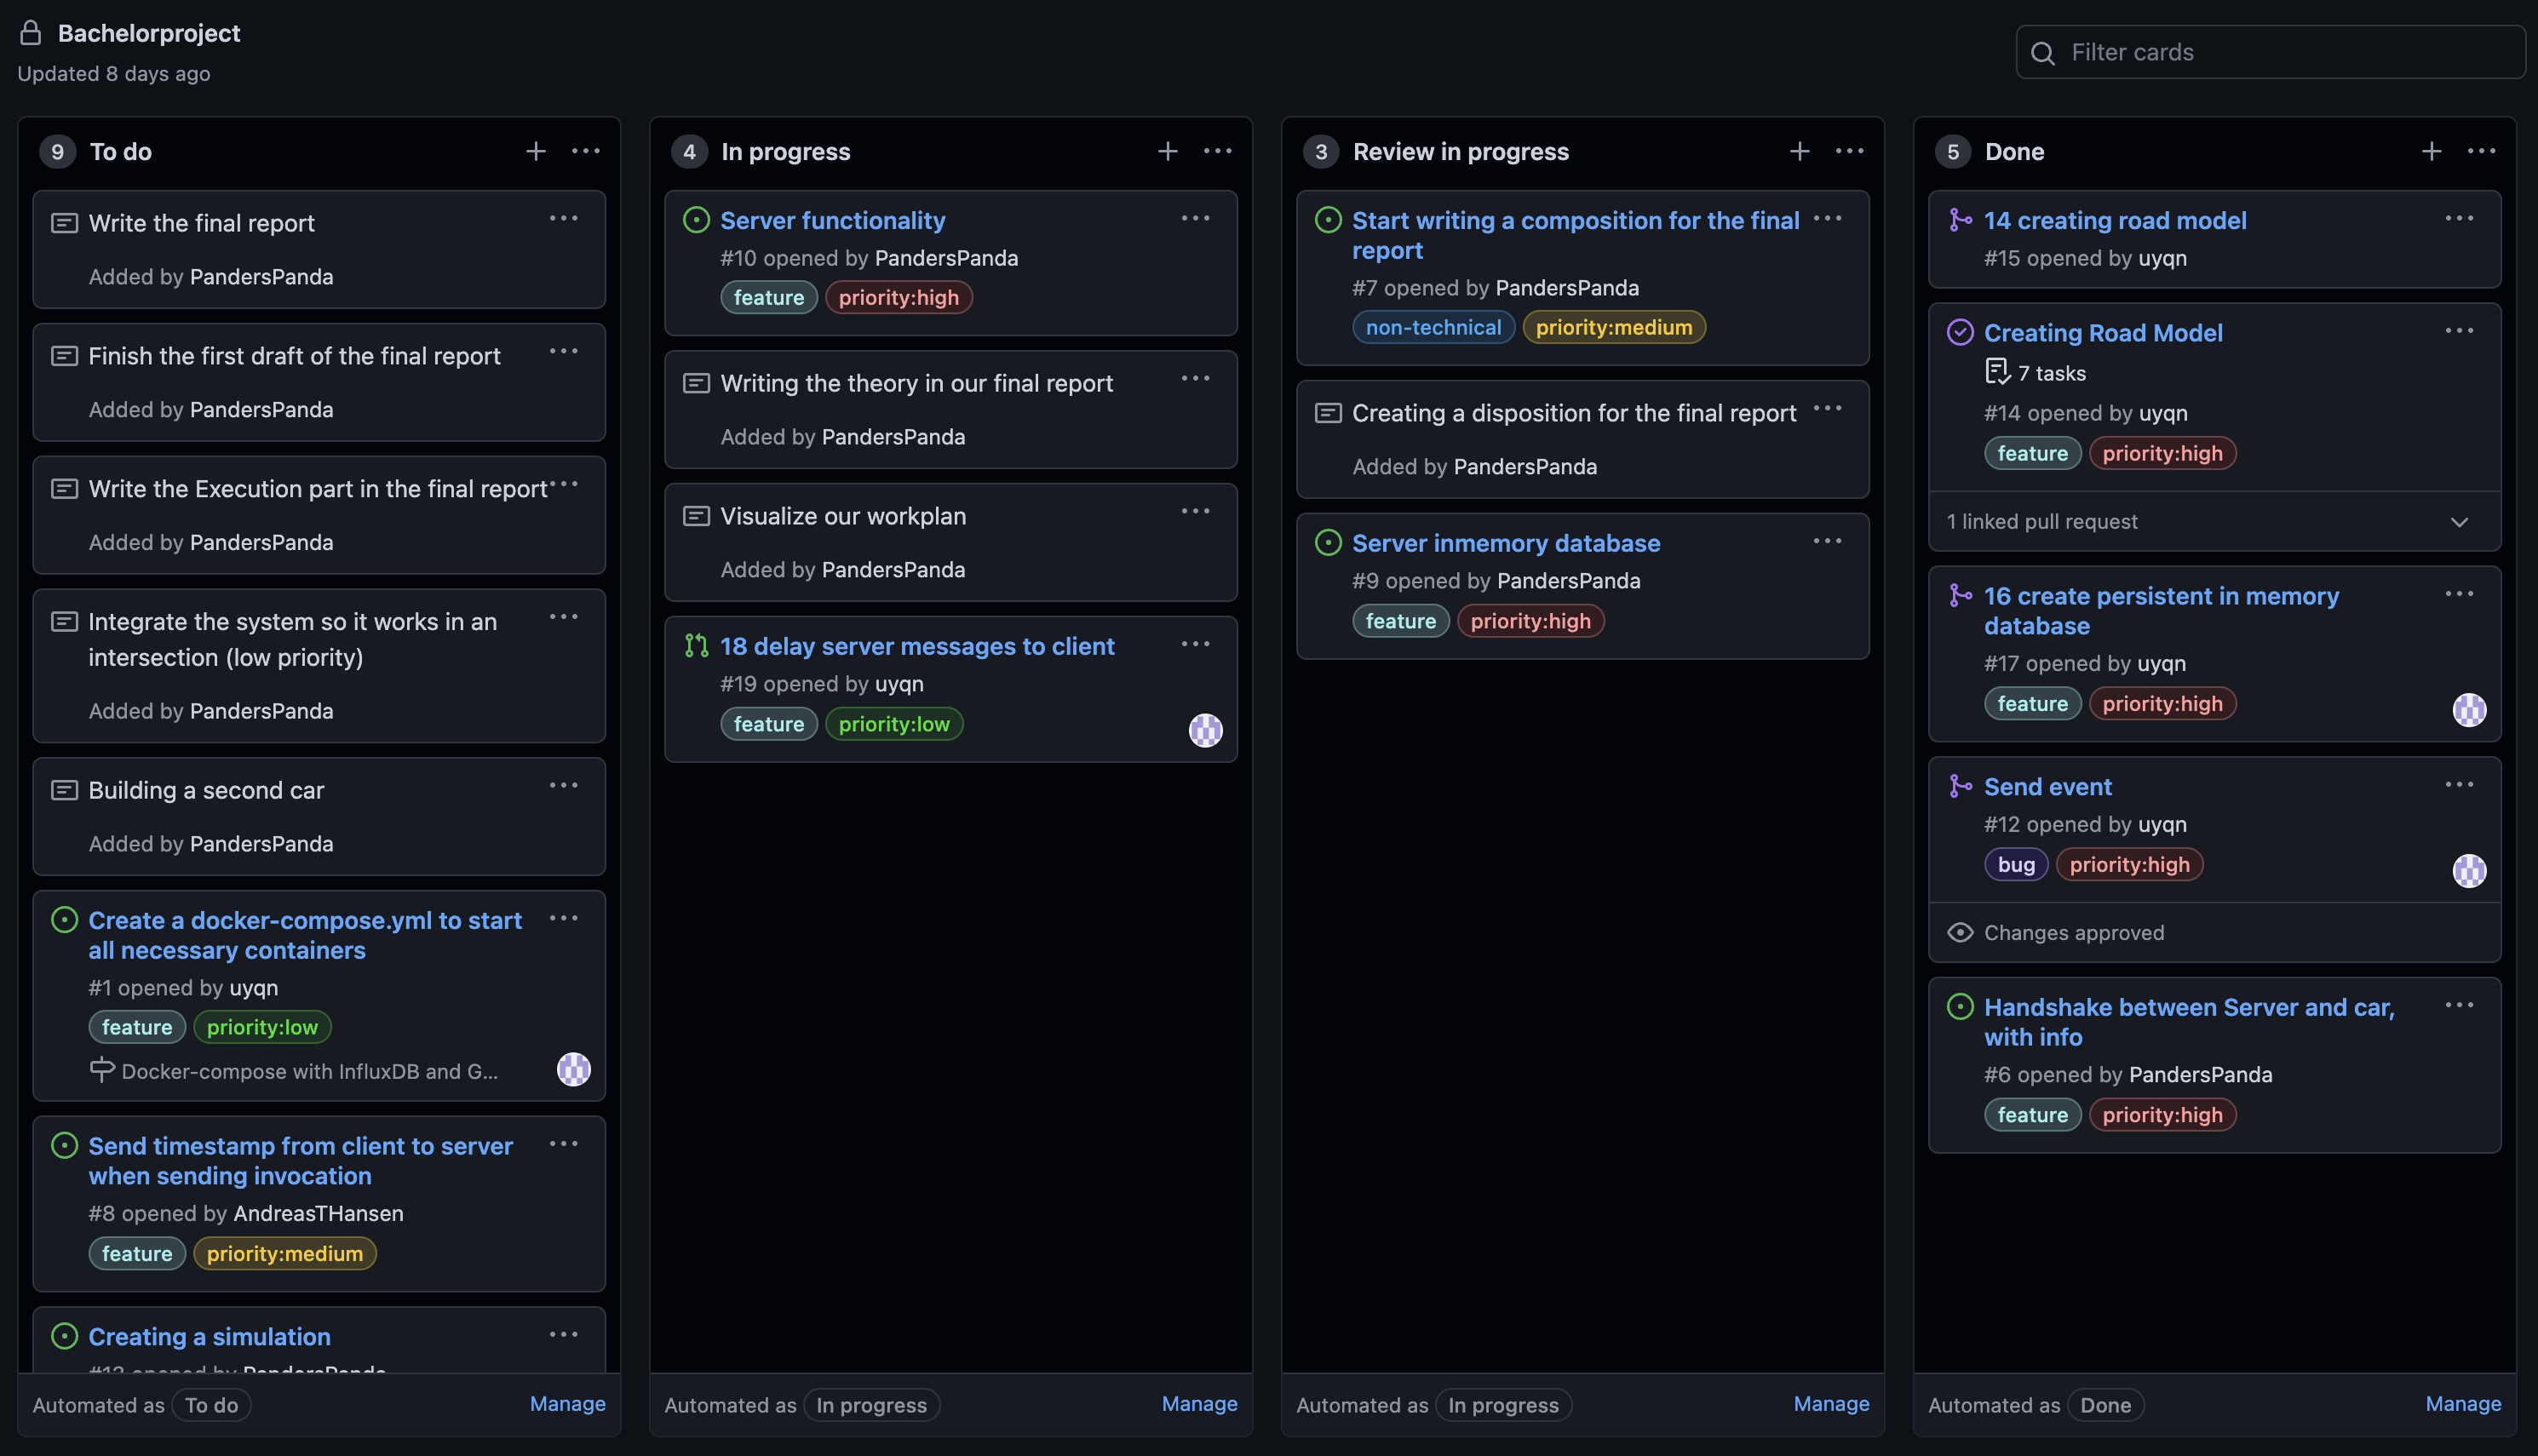 Bachelorproject
Updated 8 days ago
Filter cards
9 To do
Write the final report
Added by PandersPanda
Finish the first draft of the final report
Added by PandersPanda
Write the Execution part in the final report
Added by PandersPanda
Integrate the system so it works in an
intersection (low priority)
Added by PandersPanda
Building a second car
Added by PandersPanda
Create a docker-compose.yml to start
all necessary containers
#1 opened by uyqn
feature priority:low
Docker-compose with InfluxDB and G...
Send timestamp from client to server
when sending invocation
#8 opened by AndreasTHansen
feature priority:medium
Creating a simulation
#13 opened by PandersPanda
Automated as To do Manage
4 In progress
Server functionality
#10 opened by PandersPanda
feature priority:high
Writing the theory in our final report
Added by PandersPanda
Visualize our workplan
Added by PandersPanda
18 delay server messages to client
#19 opened by uyqn
feature priority:low
Automated as In progress Manage
3 Review in progress
Start writing a composition for the final
report
#7 opened by PandersPanda
non-technical priority:medium
Creating a disposition for the final report
Added by PandersPanda
Server inmemory database
#9 opened by PandersPanda
feature priority:high
Automated as In progress Manage
5 Done
14 creating road model
#15 opened by uyqn
Creating Road Model
7 tasks
#14 opened by uyqn
feature priority:high
1 linked pull request
16 create persistent in memory
database
#17 opened by uyqn
feature priority:high
Send event
#12 opened by uyqn
bug priority:high
Changes approved
Handshake between Server and car,
with info
#6 opened by PandersPanda
feature priority:high
Automated as Done Manage